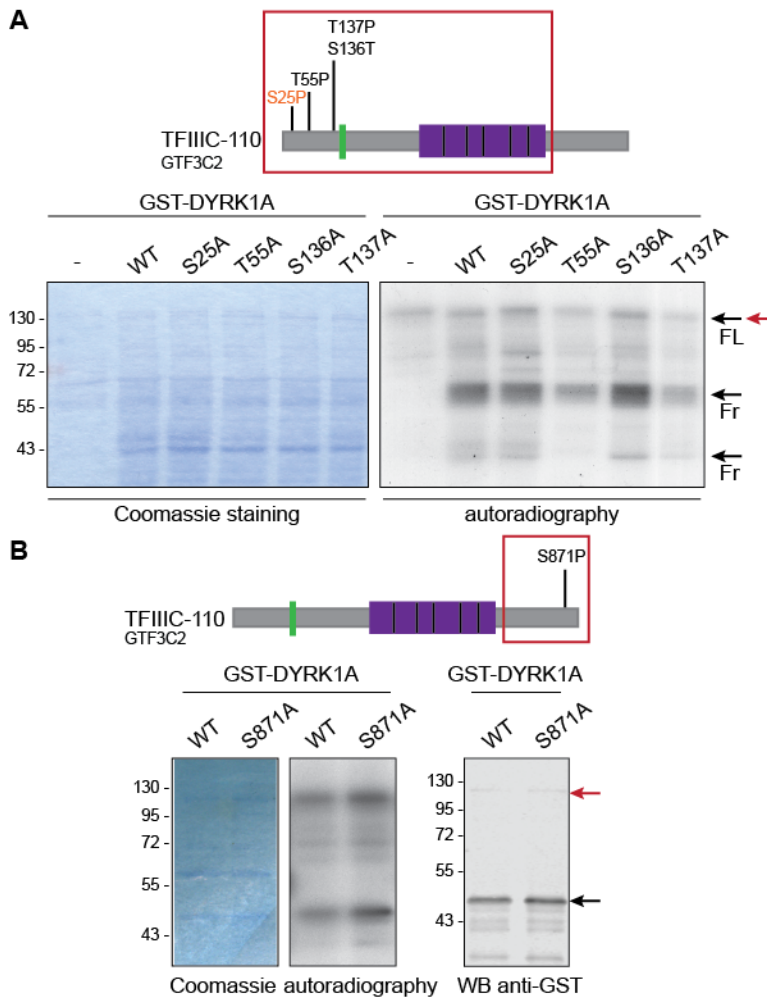 A
T137P
S136T
T55P
S25P
TFIIIC-110
GTF3C2
GST-DYRK1A GST-DYRK1A
- WT S25A T55A S136A T137A - WT S25A T55A S136A T137A
130 -
FL
95 -
72 -
55 -
Fr
43 -
Fr
Coomassie staining autoradiography
B
S871P
TFIIIC-110
GTF3C2
GST-DYRK1A GST-DYRK1A
WT S871A WT S871A WT S871A
130 - 130 -
95 - 95 -
72 - 72 -
55 - 55 -
43 - 43 -
Coomassie autoradiography WB anti-GST